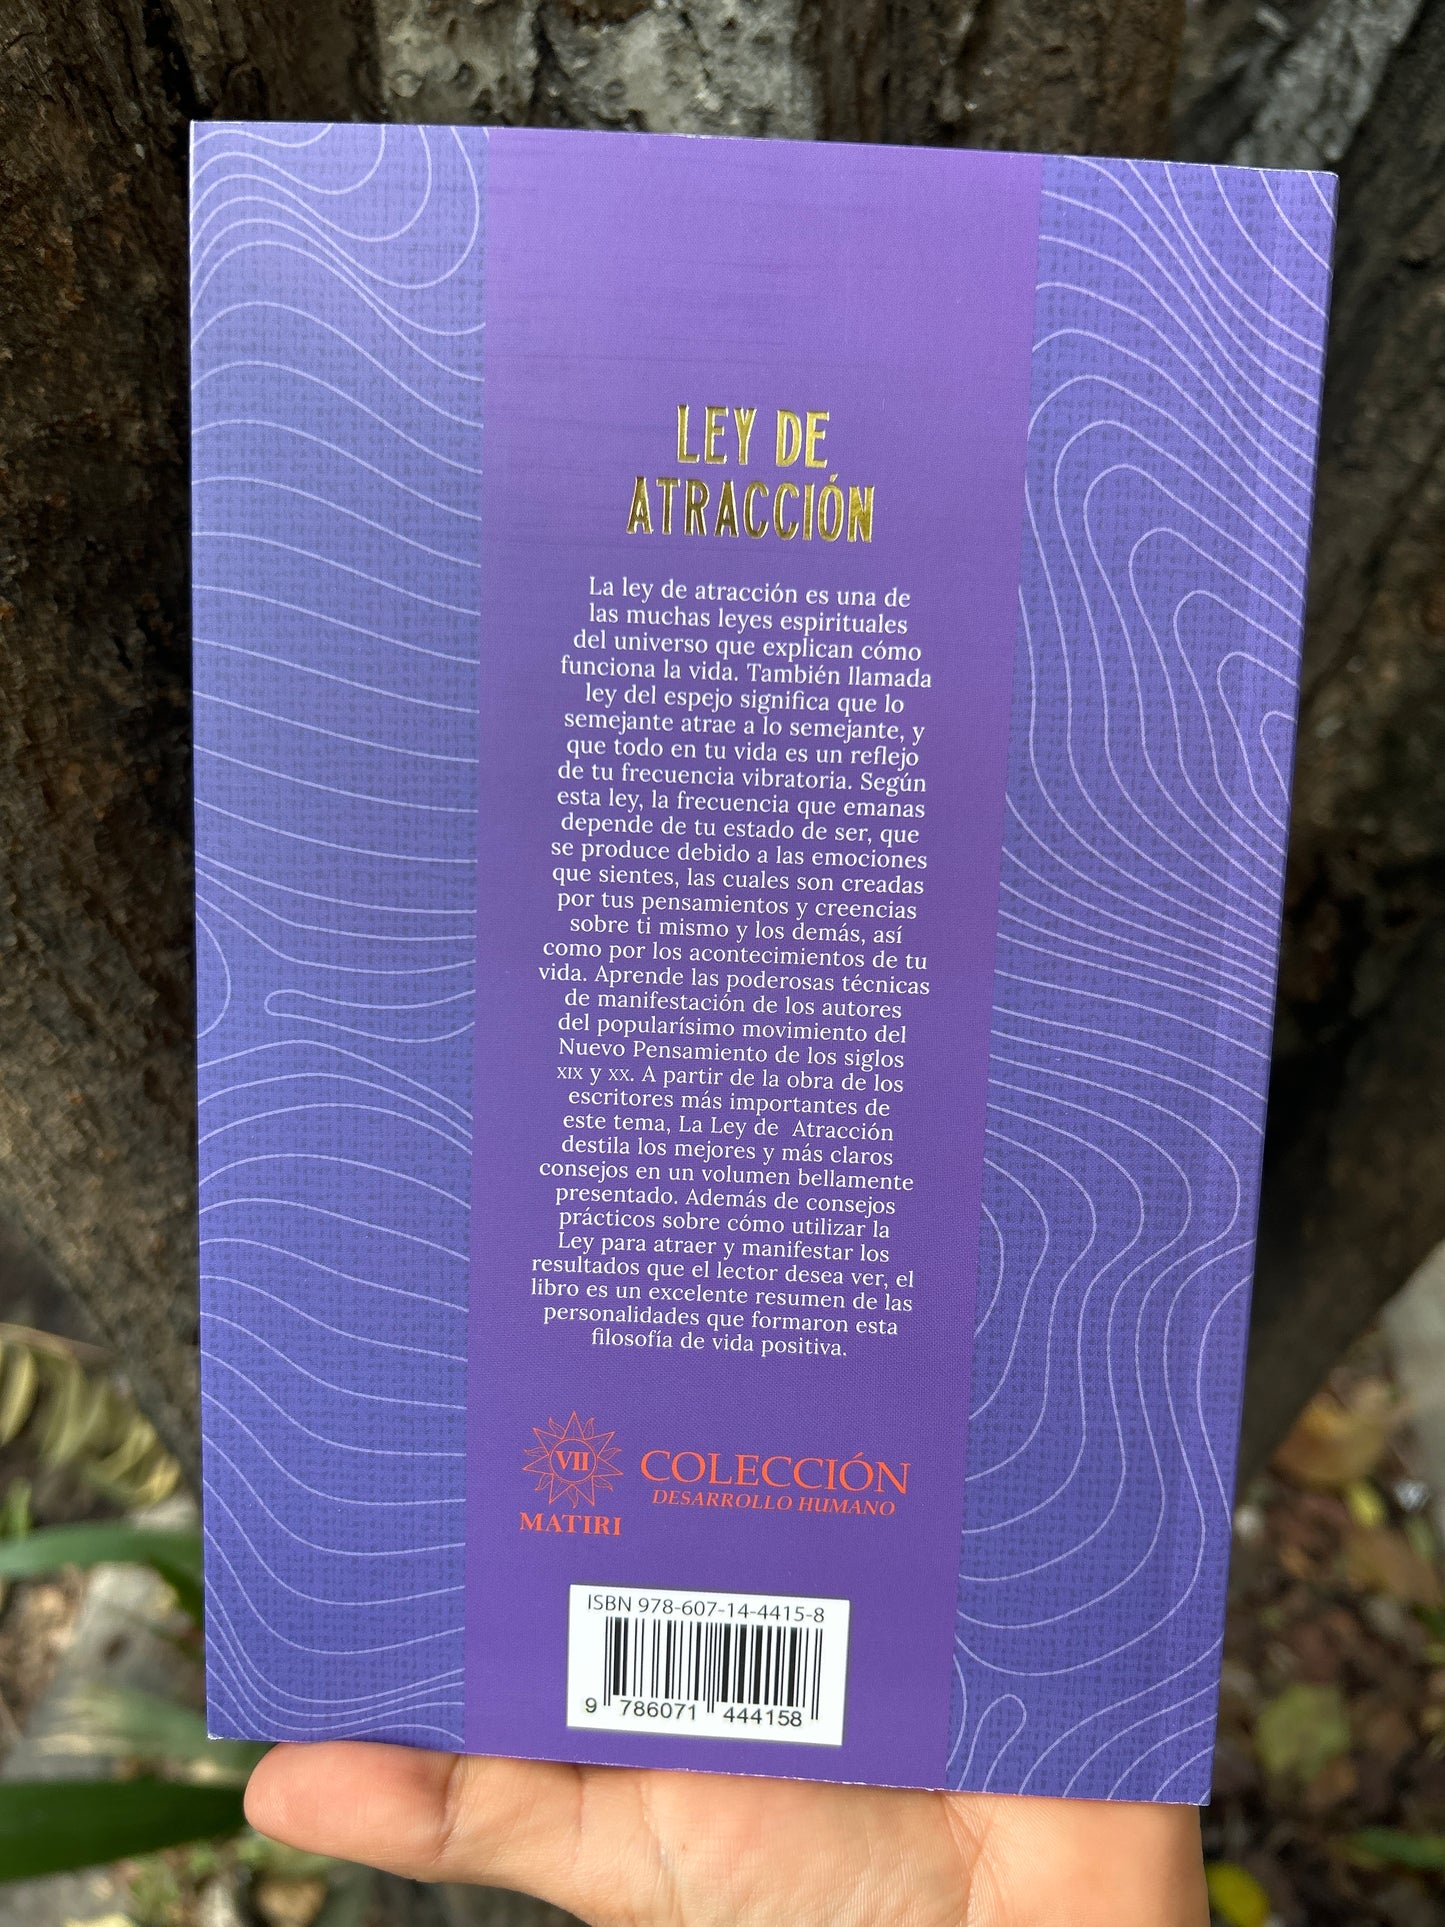 LEY DE
ATRACCIÓN
La ley de atracción es una de
las muchas leyes espirituales
del universo que explican cómo
funciona la vida. También llamada
ley del espejo significa que lo
semejante atrae a lo semejante, y
que todo en tu vida es un reflejo
de tu frecuencia vibratoria. Según
esta ley, la frecuencia que emanas
depende de tu estado de ser, que
se produce debido a las emociones
que sientes, las cuales son creadas
por tus pensamientos y creencias
sobre ti mismo y los demás, así
como por los acontecimientos de tu
vida. Aprende las poderosas técnicas
de manifestación de los autores
del popularísimo movimiento del
Nuevo Pensamiento de los siglos
XIX y XX. A partir de la obra de los
escritores más importantes de
este tema, La Ley de Atracción
destila los mejores y más claros
consejos en un volumen bellamente
presentado. Además de consejos
prácticos sobre cómo utilizar la
Ley para atraer y manifestar los
resultados que el lector desea ver, el
libro es un excelente resumen de las
personalidades que formaron esta
filosofía de vida positiva.
VII
MATIRI
COLECCIÓN
DESARROLLO HUMANO
ISBN 978-607-14-4415-8
9 786071 444158